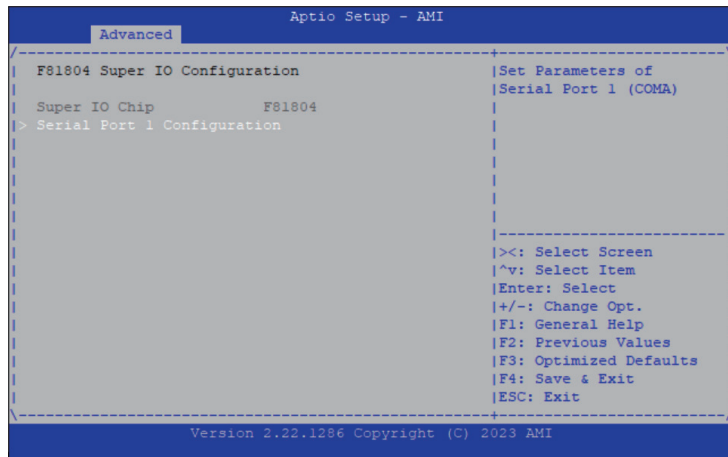 Aptio Setup - AMI
Advanced
F81804 Super IO Configuration
Super IO Chip F81804
> Serial Port 1 Configuration
Set Parameters of
Serial Port 1 (COMA)
><: Select Screen
^v: Select Item
Enter: Select
+/-: Change Opt.
F1: General Help
F2: Previous Values
F3: Optimized Defaults
F4: Save & Exit
ESC: Exit
Version 2.22.1286 Copyright (C) 2023 AMI